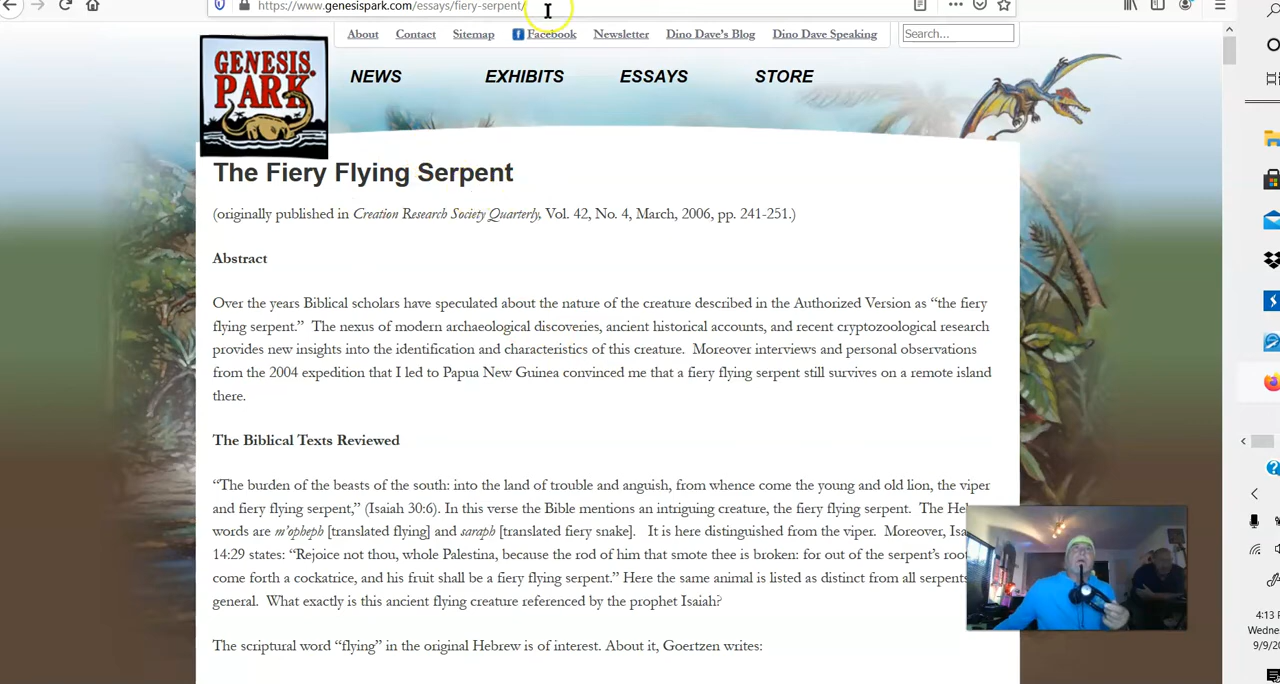 https://www.genesispark.com/essays/fiery-serpent/
About Contact Sitemap Facebook Newsletter Dino Dave's Blog Dino Dave Speaking Search...
GENESIS PARK
NEWS EXHIBITS ESSAYS STORE
The Fiery Flying Serpent
(originally published in Creation Research Society Quarterly, Vol. 42, No. 4, March, 2006, pp. 241-251.)
Abstract
Over the years Biblical scholars have speculated about the nature of the creature described in the Authorized Version as “the fiery
flying serpent.” The nexus of modern archaeological discoveries, ancient historical accounts, and recent cryptozoological research
provides new insights into the identification and characteristics of this creature. Moreover interviews and personal observations
from the 2004 expedition that I led to Papua New Guinea convinced me that a fiery flying serpent still survives on a remote island
there.
The Biblical Texts Reviewed
“The burden of the beasts of the south: into the land of trouble and anguish, from whence come the young and old lion, the viper
and fiery flying serpent,” (Isaiah 30:6). In this verse the Bible mentions an intriguing creature, the fiery flying serpent. The
words are m’opheph [translated flying] and saraph [translated fiery snake]. It is here distinguished from the viper. Moreover,
14:29 states: “Rejoice not thou, whole Palestina, because the rod of him that smote thee is broken: for out of the serpent’s root
come forth a cockatrice, and his fruit shall be a fiery flying serpent.” Here the same animal is listed as distinct from all serpents
general. What exactly is this ancient flying creature referenced by the prophet Isaiah?
The scriptural word “flying” in the original Hebrew is of interest. About it, Goertzen writes:
4:13